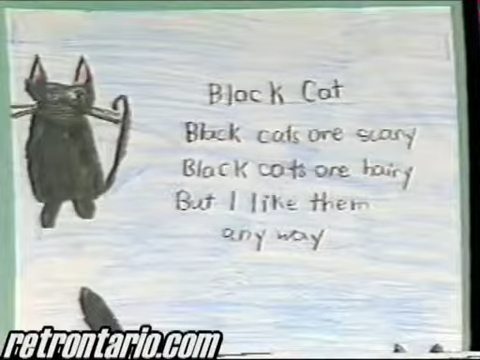 Black Cat
Black cats are scary
Black cats are hairy
But I like them
any way
retrontario.com